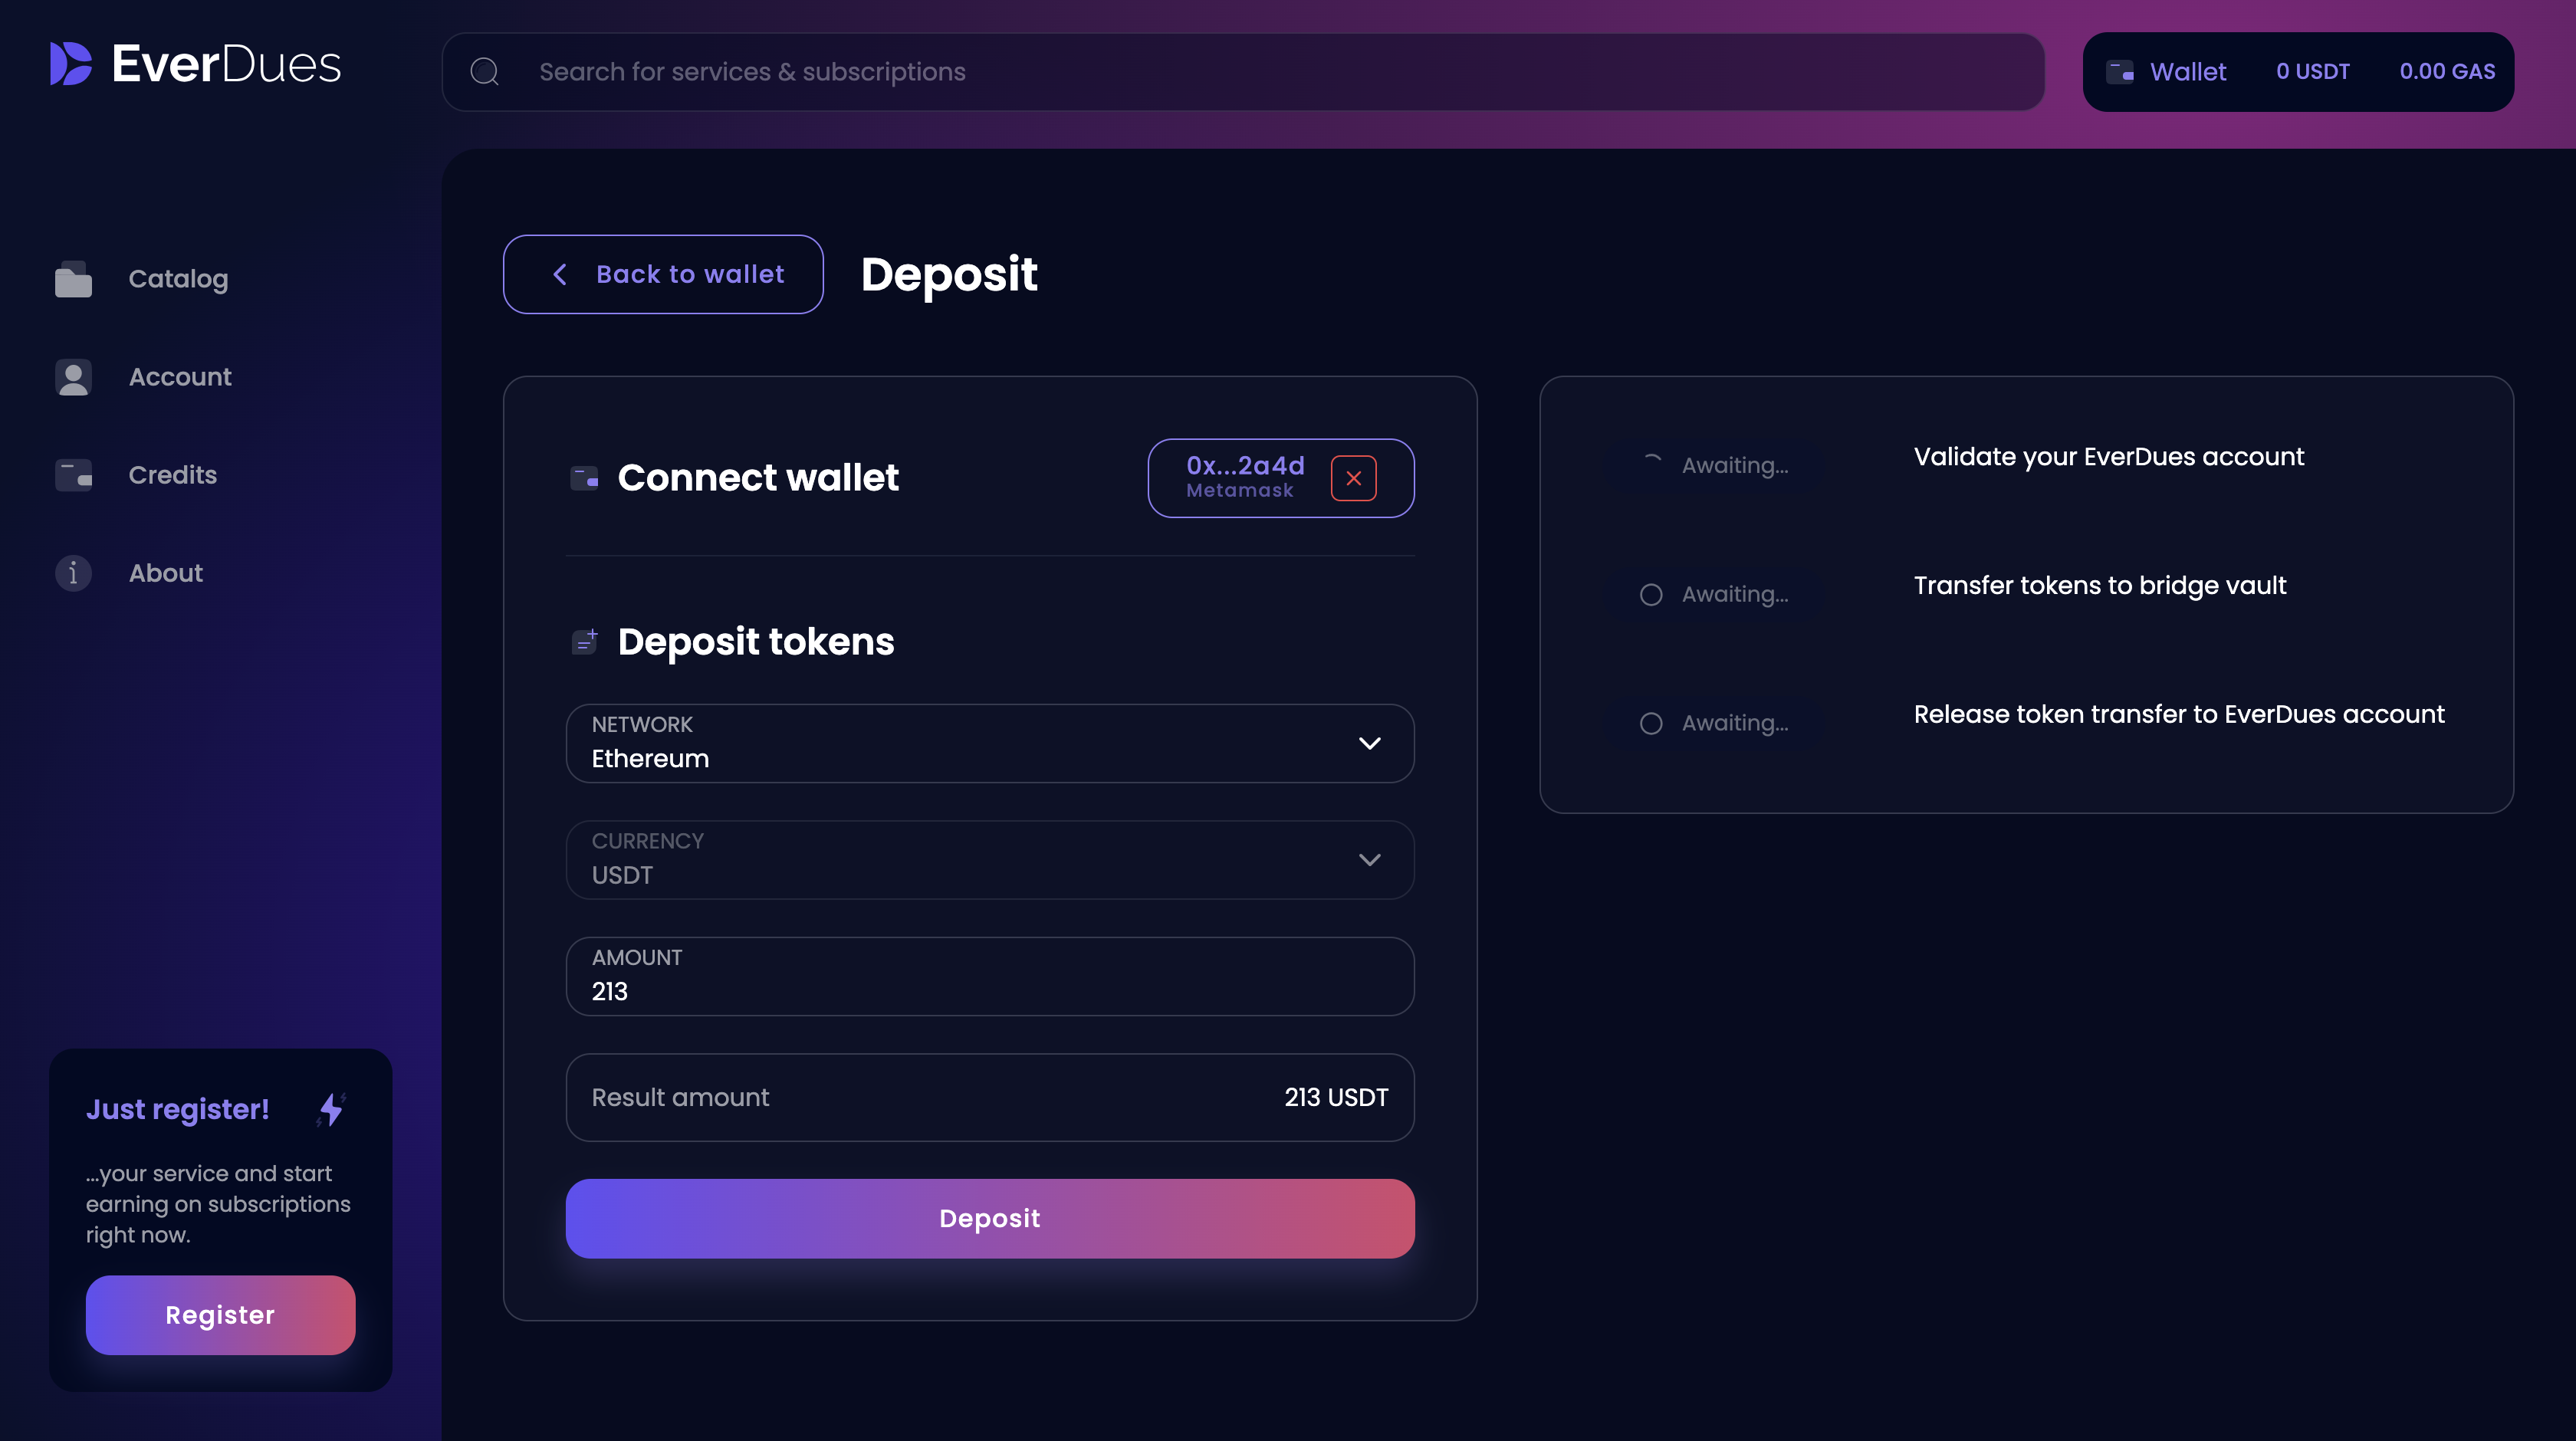 EverDues
Search for services & subscriptions
Wallet 0 USDT 0.00 GAS
Catalog
Account
Credits
About
Just register!
...your service and start
earning on subscriptions
right now.
Register
Back to wallet
Deposit
Connect wallet
0x...2a4d
Metamask
Deposit tokens
NETWORK
Ethereum
CURRENCY
USDT
AMOUNT
213
Result amount 213 USDT
Deposit
Awaiting... Validate your EverDues account
Awaiting... Transfer tokens to bridge vault
Awaiting... Release token transfer to EverDues account